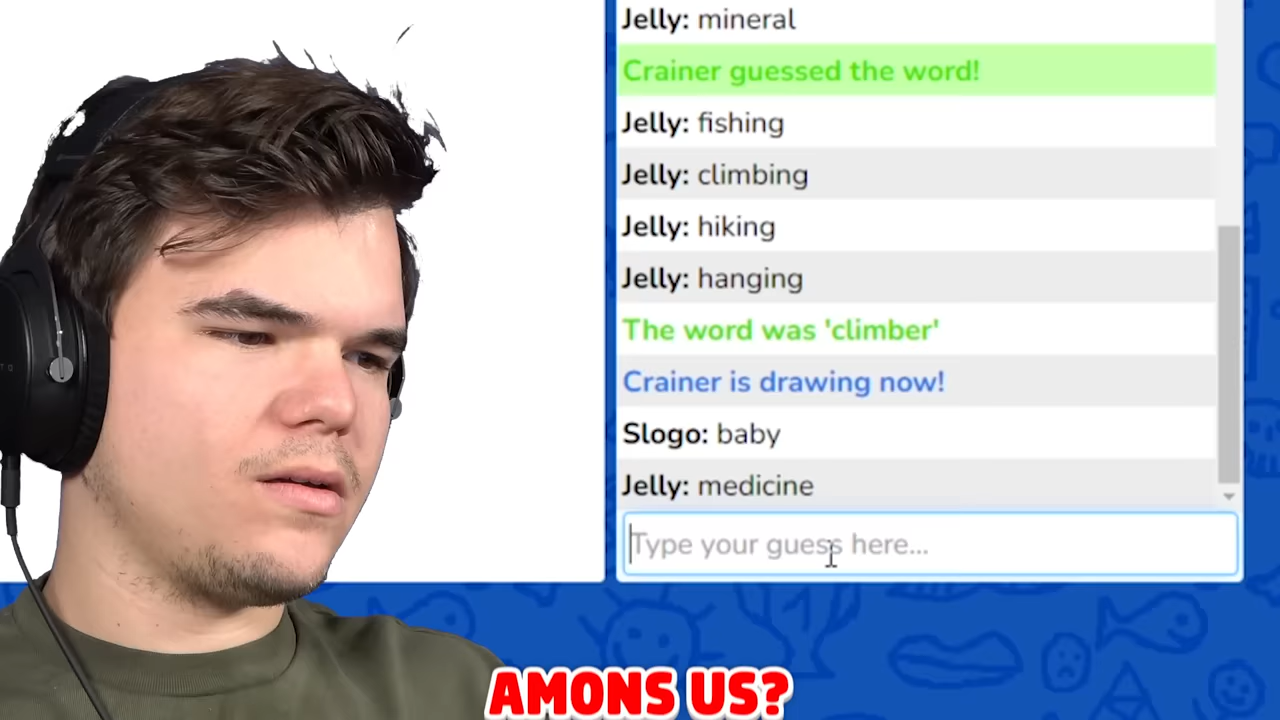 Jelly: mineral
Crainer guessed the word!
Jelly: fishing
Jelly: climbing
Jelly: hiking
Jelly: hanging
The word was 'climber'
Crainer is drawing now!
Slogo: baby
Jelly: medicine
Type your guess here...
AMONS US?